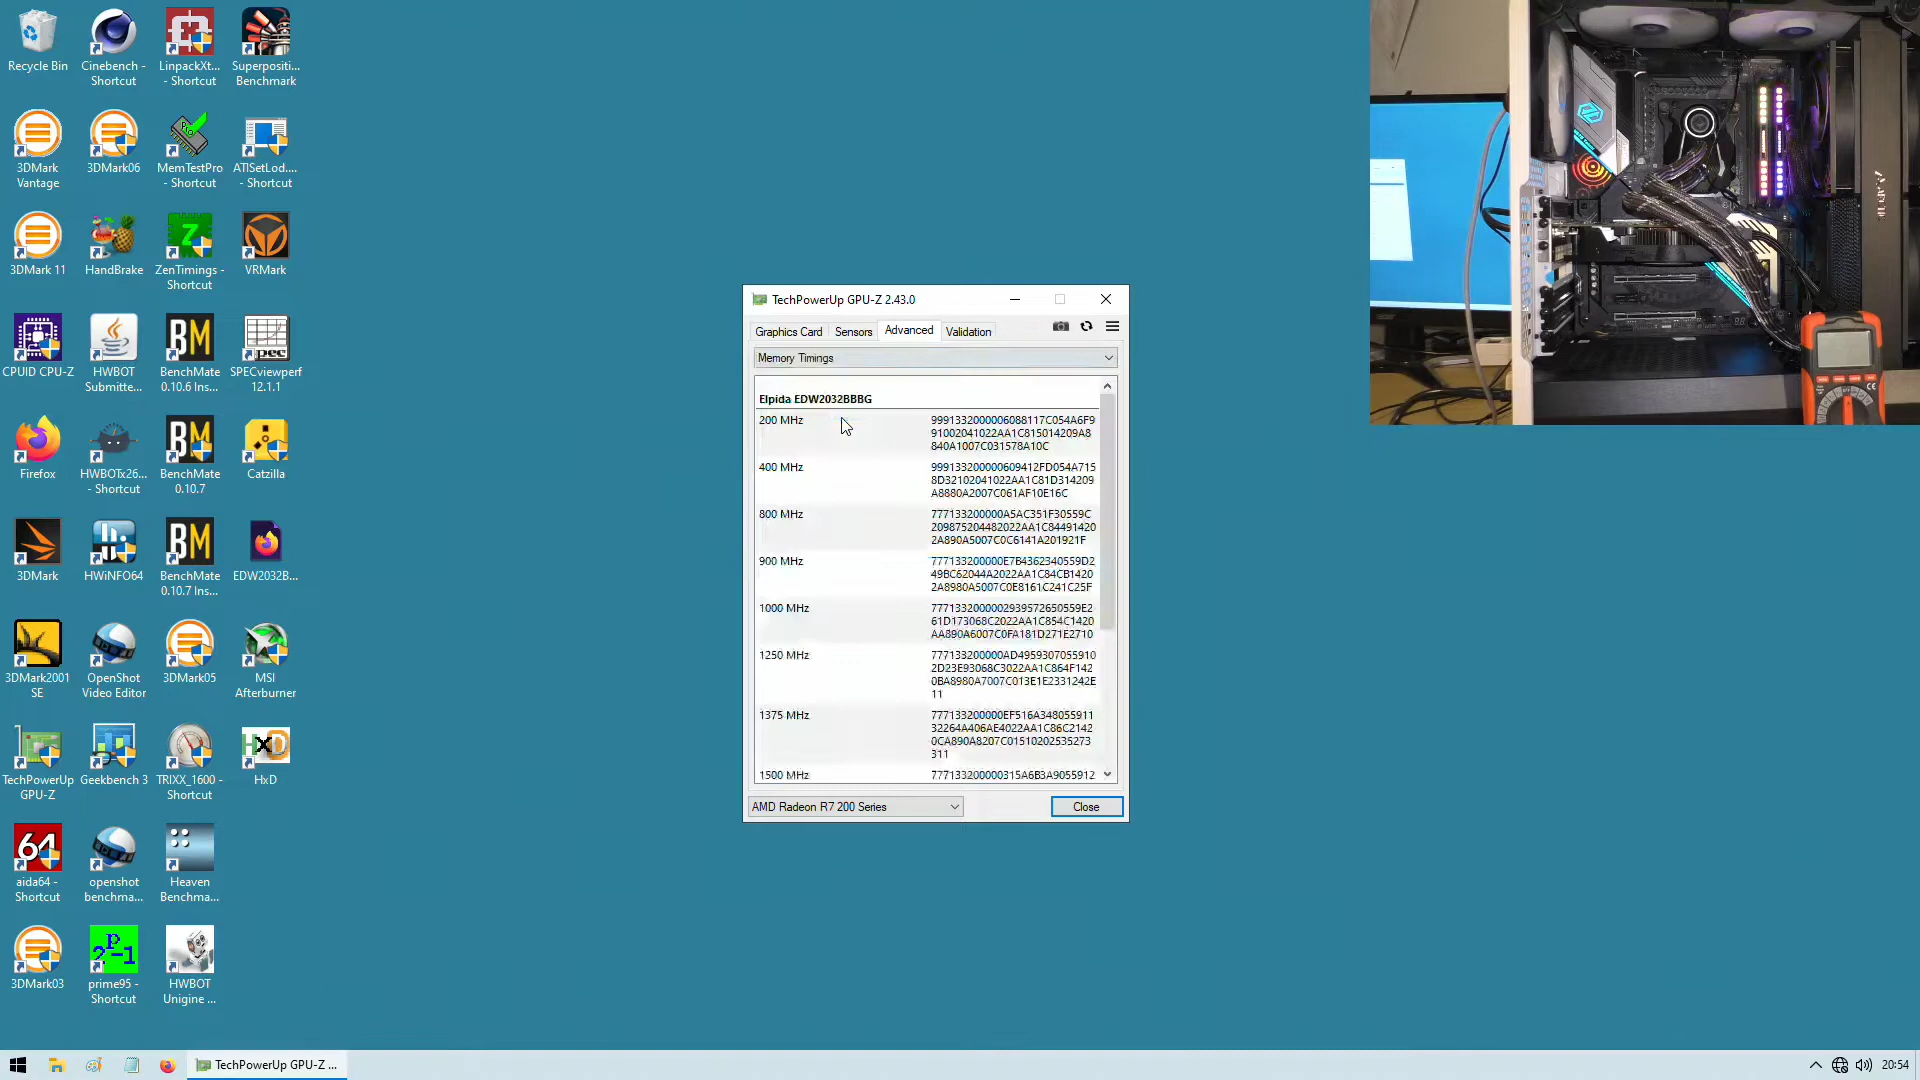 Recycle Bin
Cinebench -
Shortcut
LinpackXt...
- Shortcut
Superpositi...
Benchmark
3DMark
Vantage
3DMark06
MemTestPro
- Shortcut
ATISetLod....
- Shortcut
3DMark 11
HandBrake
ZenTimings -
Shortcut
VRMark
CPUID CPU-Z
HWBOT
Submitte...
BenchMate
0.10.6 Ins...
SPECviewperf
12.1.1
Firefox
HWBOTx26...
- Shortcut
BenchMate
0.10.7
Catzilla
3DMark
HWiNFO64
BenchMate
0.10.7 Ins...
EDW2032B...
3DMark2001
SE
OpenShot
Video Editor
3DMark05
MSI
Afterburner
TechPowerUp
GPU-Z
Geekbench 3
TRIXX_1600 -
Shortcut
HxD
aida64 -
Shortcut
openshot
benchma...
Heaven
Benchma...
3DMark03
prime95 -
Shortcut
HWBOT
Unigine ...
TechPowerUp GPU-Z 2.43.0
Graphics Card Sensors Advanced Validation
Memory Timings
Elpida EDW2032BBBG
200 MHz
9991332000006088117C054A6F9
91002041022AA1C815014209A8
840A1007C031578A10C
400 MHz
999133200000609412FD054A715
8D32102041022AA1C81D314209
A8880A2007C061AF10E16C
800 MHz
777133200000A5AC351F30559C
209875204482022AA1C84491420
2A890A5007C0C6141A201921F
900 MHz
777133200000E7B4362340559D2
49BC62044A2022AA1C84CB1420
2A8980A5007C0E8161C241C25F
1000 MHz
7771332000002939572650559E2
61D173068C2022AA1C854C1420
AA890A6007C0FA181D271E2710
1250 MHz
777133200000AD4959307055910
2D23E93068C3022AA1C864F142
0BA8980A7007C013E1E2331242E
11
1375 MHz
777133200000EF516A348055911
32264A406AE4022AA1C86C2142
0CA890A8207C01510202535273
311
1500 MHz
777133200000315A6B3A9055912
AMD Radeon R7 200 Series
Close
TechPowerUp GPU-Z ...
20:54